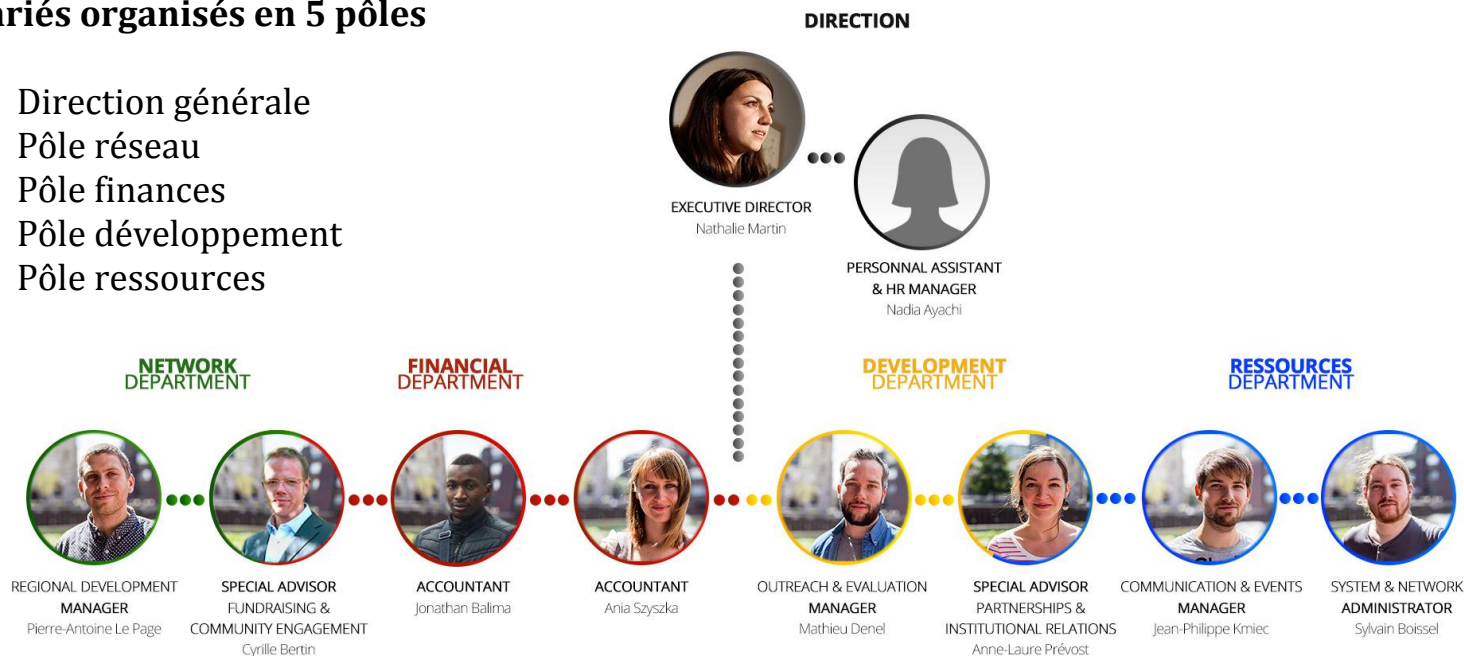 ariés organisés en 5 pôles
Direction générale
Pôle réseau
Pôle finances
Pôle développement
Pôle ressources
DIRECTION
EXECUTIVE DIRECTOR
Nathalie Martin
PERSONNAL ASSISTANT
& HR MANAGER
Nadia Ayachi
NETWORK
DEPARTMENT
FINANCIAL
DEPARTMENT
DEVELOPMENT
DEPARTMENT
RESSOURCES
DEPARTMENT
REGIONAL DEVELOPMENT
MANAGER
Pierre-Antoine Le Page
SPECIAL ADVISOR
FUNDRAISING &
COMMUNITY ENGAGEMENT
Cyrille Bertin
ACCOUNTANT
Jonathan Balima
ACCOUNTANT
Ania Szyszka
OUTREACH & EVALUATION
MANAGER
Mathieu Denel
SPECIAL ADVISOR
PARTNERSHIPS &
INSTITUTIONAL RELATIONS
Anne-Laure Prévost
COMMUNICATION & EVENTS
MANAGER
Jean-Philippe Kmiec
SYSTEM & NETWORK
ADMINISTRATOR
Sylvain Boissel